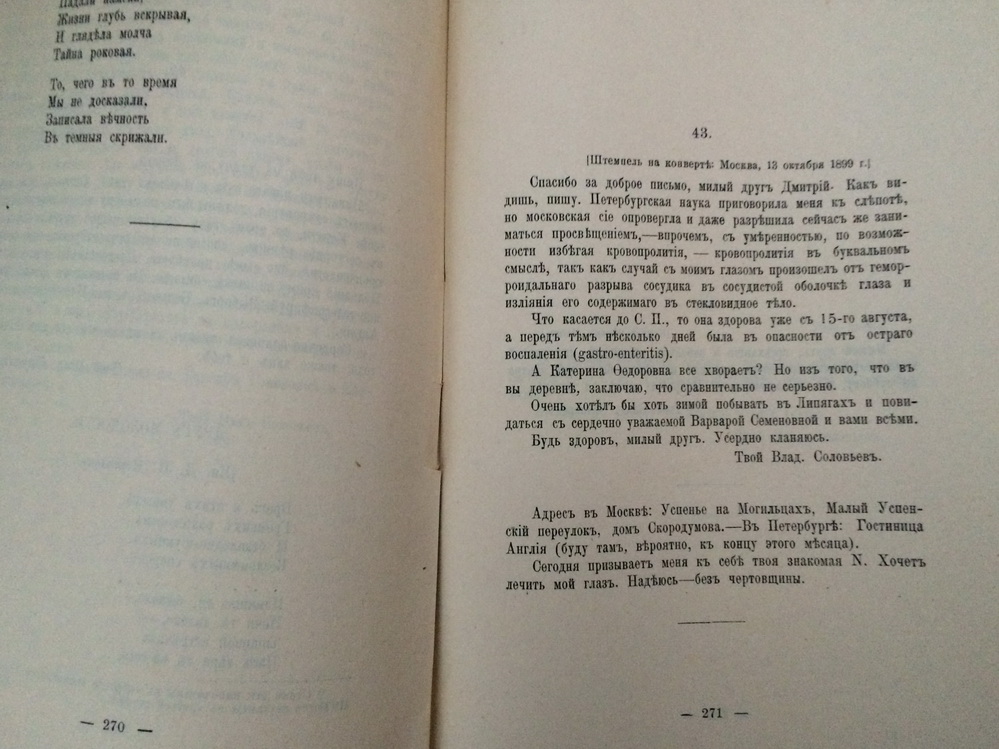 Жизни глубь вскрывая,
И глядѣла молча
Тайна роковая.
То, чего въ то время
Мы не досказали,
Записала вѣчность
Въ темныя скрижали.
— 270 —
43.
[Штемпель на конвертѣ: Москва, 13 октября 1899 г.]
Спасибо за доброе письмо, милый другъ Дмитрій. Какъ ви-
дишь, пишу. Петербургская наука приговорила меня къ слѣпотѣ,
но московская сіе опровергла и даже разрѣшила сейчасъ же зани-
маться просвѣщеніемъ,—впрочемъ, съ умѣренностью, по возмож-
ности избѣгая кровопролитія, — кровопролитія въ буквальномъ
смыслѣ, такъ какъ случай съ моимъ глазомъ произошелъ отъ гемор-
роидальнаго разрыва сосудика въ сосудистой оболочкѣ глаза и
изліянія его содержимаго въ стекловидное тѣло.
Что касается до С. П., то она здорова уже съ 15-го августа,
а передъ тѣмъ нѣсколько дней была въ опасности отъ остраго
воспаленія (gastro-enteritis).
А Катерина Ѳедоровна все хвораетъ? Но изъ того, что въ
вы деревнѣ, заключаю, что сравнительно не серьезно.
Очень хотѣлъ бы хоть зимой побывать въ Липягахъ и повид-
аться съ сердечно уважаемой Варварой Семеновной и вами всѣми.
Будь здоровъ, милый другъ. Усердно кланяюсь.
Твой Влад. Соловьевъ.
Адресъ въ Москвѣ: Успенье на Могильцахъ, Малый Успен-
скій переулокъ, домъ Скородумова.—Въ Петербургѣ: Гостиница
Англія (буду тамъ, вѣроятно, къ концу этого мѣсяца).
Сегодня призываетъ меня къ себѣ твоя знакомая N. Хочетъ
лечить мой глазъ. Надѣюсь—безъ чертовщины.
— 271 —